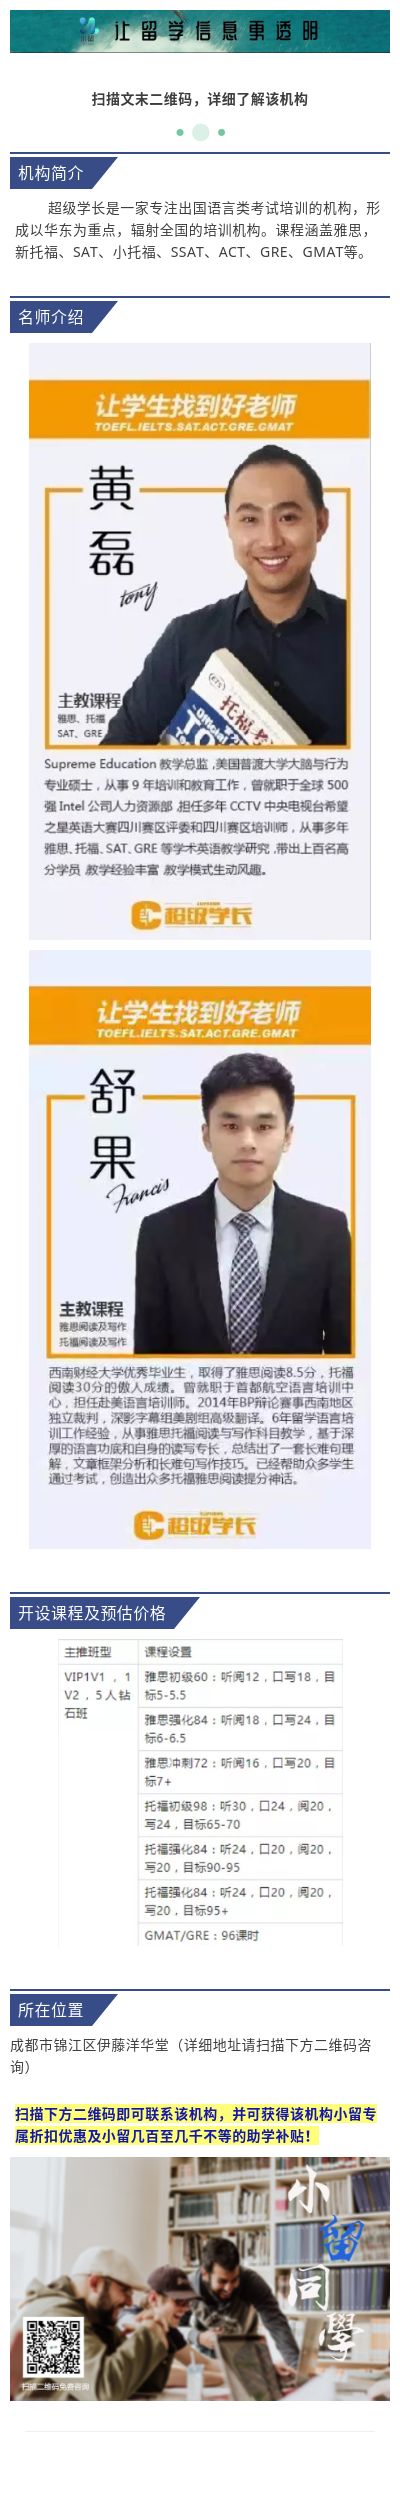 小留
让留学信息更透明
扫描文末二维码，详细了解该机构
机构简介
超级学长是一家专注出国语言类考试培训的机构，形
成以华东为重点，辐射全国的培训机构。课程涵盖雅思，
新托福、SAT、小托福、SSAT、ACT、GRE、GMAT等。
名师介绍
让学生找到好老师
TOEFL.IELTS.SAT.ACT.GRE.GMAT
黄
磊
tony
主教课程
雅思、托福
SAT、GRE
Supreme Education 教学总监，美国普渡大学大脑与行为
专业硕士，从事 9 年培训和教育工作，曾就职于全球 500
强 Intel 公司人力资源部，担任多年 CCTV 中央电视台希望
之星英语大赛四川赛区评委和四川赛区培训师，从事多年
雅思、托福、SAT、GRE 等学术英语教学研究，带出上百名高
分学员，教学经验丰富，教学模式生动风趣。
SUPREME
超级学长
让学生找到好老师
TOEFL.IELTS.SAT.ACT.GRE.GMAT
舒
果
Francis
主教课程
雅思阅读及写作
托福阅读及写作
西南财经大学优秀毕业生，取得了雅思阅读8.5分，托福
阅读30分的傲人成绩。曾就职于首都航空语言培训中
心，担任赴美语言培训师。2014年BP辩论赛事西南地区
独立裁判，深影字幕组美剧组高级翻译。6年留学语言培
训工作经验，从事雅思托福阅读与写作科目教学，基于深
厚的语言功底和自身的读写专长，总结出了一套长难句理
解，文章框架分析和长难句写作技巧。已经帮助众多学生
通过考试，创造出众多托福雅思阅读提分神话。
超级学长
开设课程及预估价格
主推班型 课程设置
VIP1V1，1 雅思初级60：听阅12，口写18，目
V2，5人钻 标5-5.5
石班
雅思强化84：听阅18，口写24，目
标6-6.5
雅思冲刺72：听阅16，口写20，目
标7+
托福初级98：听30，口24，阅20，
写24，目标65-70
托福强化84：听24，口20，阅20，
写20，目标90-95
托福强化84：听24，口20，阅20，
写20，目标95+
GMAT/GRE：96课时
所在位置
成都市锦江区伊藤洋华堂（详细地址请扫描下方二维码咨
询）
扫描下方二维码即可联系该机构，并可获得该机构小留专
属折扣优惠及小留几百至几千不等的助学补贴！
小
留
同
學
扫描二维码免费咨询